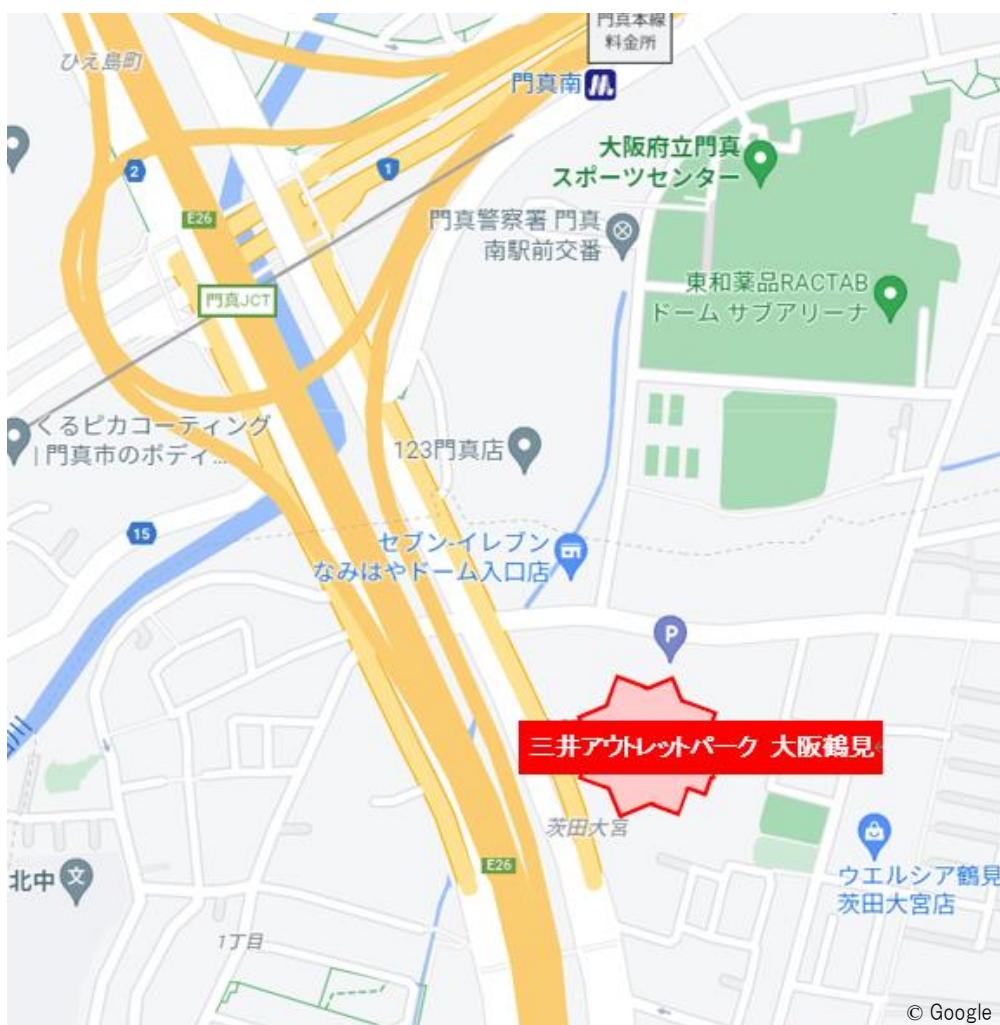 門真本線
料金所
ひえ島町
門真南
大阪府立門真
スポーツセンター
2
1
E26
門真警察署 門真
南駅前交番
東和薬品RACTAB
ドーム サブアリーナ
門真JCT
くるピカコーティング
| 門真市のボディ...
123門真店
15
セブン-イレブン
なみはやドーム入口店
P
三井アウトレットパーク 大阪鶴見
茨田大宮
E26
北中
文
ウエルシア鶴見
茨田大宮店
1丁目
© Google